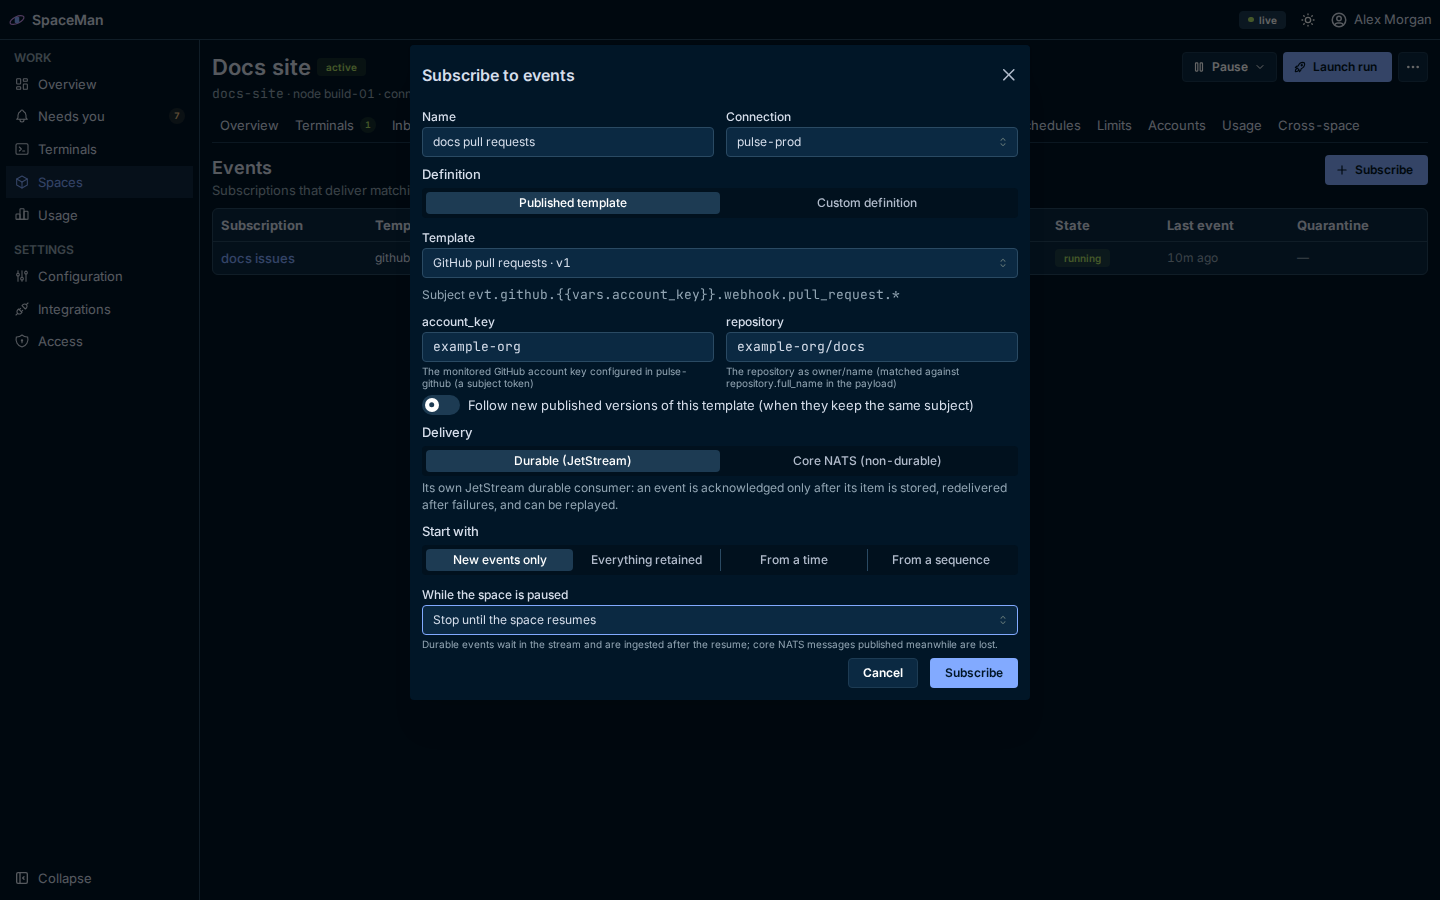 SpaceMan
live
Alex Morgan
WORK
Overview
Needs you
7
Terminals
Spaces
Usage
SETTINGS
Configuration
Integrations
Access
Collapse
Docs site
active
docs-site · node build-01 · conn
Pause
Launch run
Overview
Terminals
1
Inb
hedules
Limits
Accounts
Usage
Cross-space
Events
Subscriptions that deliver matchi
Subscribe
Subscription
Temp
State
Last event
Quarantine
docs issues
github
running
10m ago
—
Subscribe to events
Name
Connection
docs pull requests
pulse-prod
Definition
Published template
Custom definition
Template
GitHub pull requests · v1
Subject evt.github.{{vars.account_key}}.webhook.pull_request.*
account_key
repository
example-org
example-org/docs
The monitored GitHub account key configured in pulse-
github (a subject token)
The repository as owner/name (matched against
repository.full_name in the payload)
Follow new published versions of this template (when they keep the same subject)
Delivery
Durable (JetStream)
Core NATS (non-durable)
Its own JetStream durable consumer: an event is acknowledged only after its item is stored, redelivered
after failures, and can be replayed.
Start with
New events only
Everything retained
From a time
From a sequence
While the space is paused
Stop until the space resumes
Durable events wait in the stream and are ingested after the resume; core NATS messages published meanwhile are lost.
Cancel
Subscribe